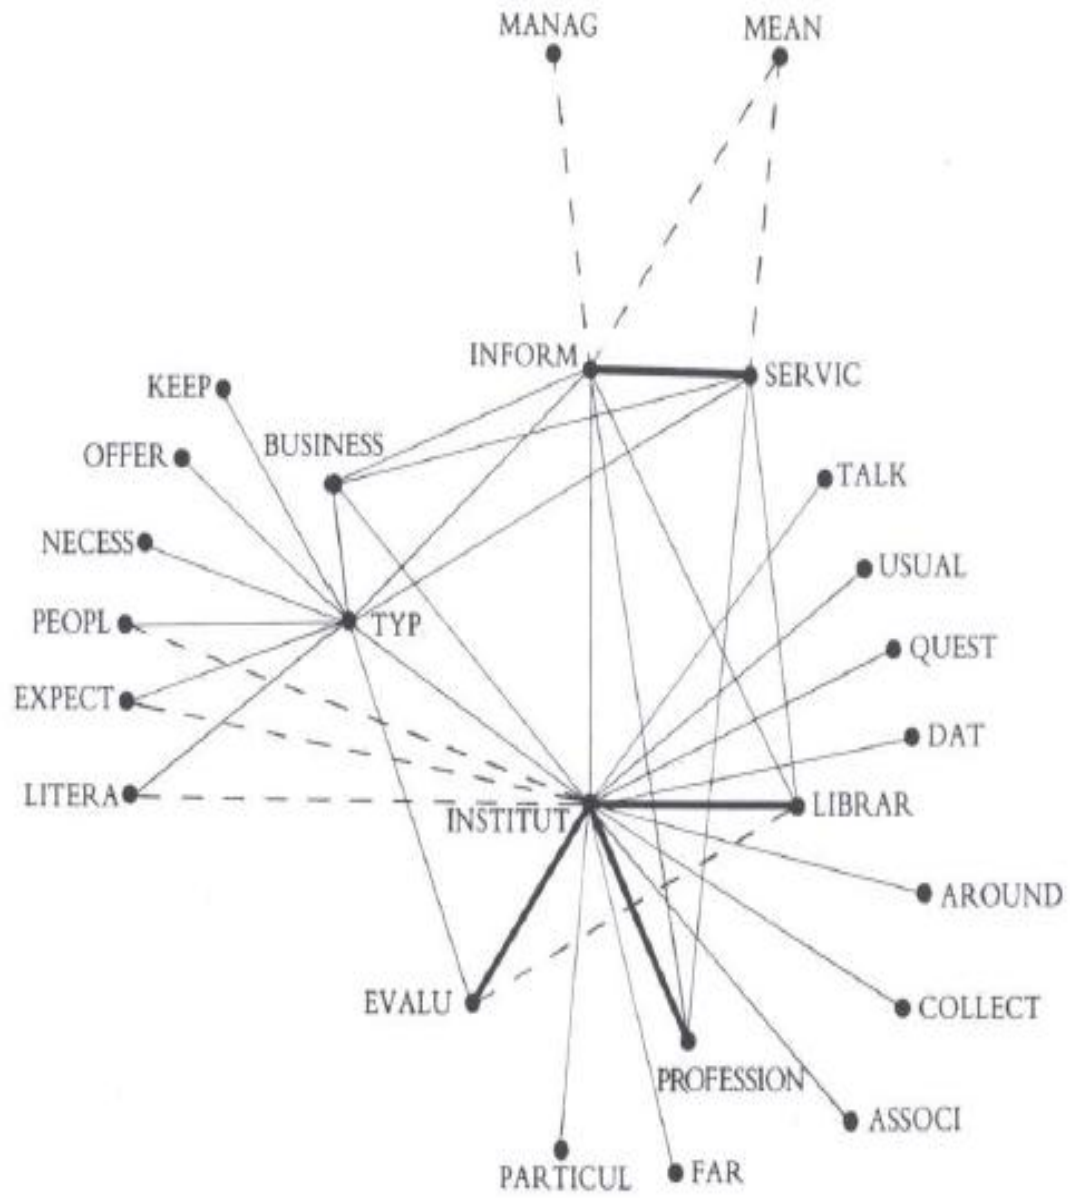 MANAG
MEAN
INFORM
SERVIC
KEEP
BUSINESS
OFFER
TALK
NECESS
USUAL
PEOPL
TYP
QUEST
EXPECT
DAT
LITERA
INSTITUT
LIBRAR
AROUND
EVALU
COLLECT
PROFESSION
ASSOCI
PARTICUL
FAR